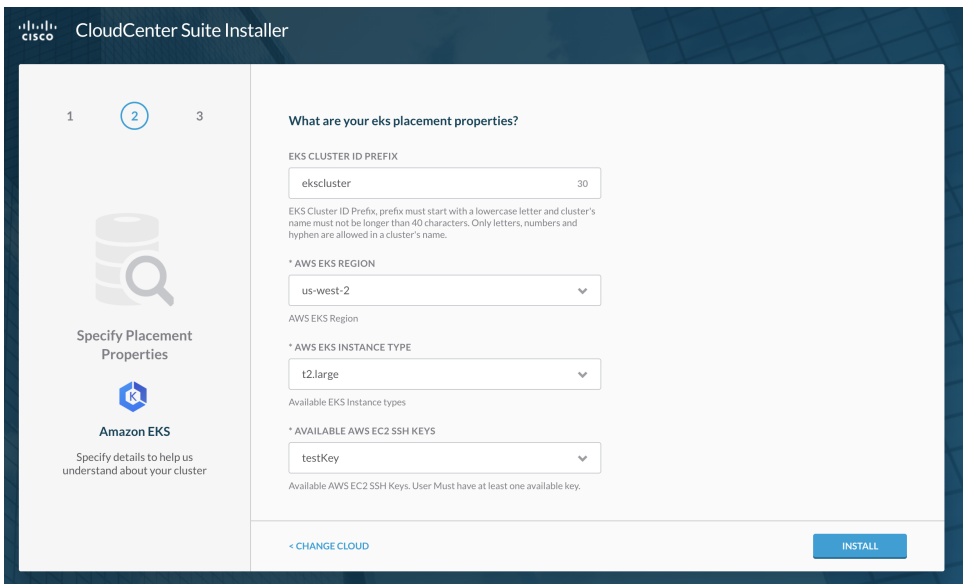 CISCO
CloudCenter Suite Installer
1
2
3
Specify Placement
Properties
K
Amazon EKS
Specify details to help us
understand about your cluster
What are your eks placement properties?
EKS CLUSTER ID PREFIX
ekscluster
30
EKS Cluster ID Prefix, prefix must start with a lowercase letter and cluster's
name must not be longer than 40 characters. Only letters, numbers and
hyphen are allowed in a cluster's name.
* AWS EKS REGION
us-west-2
AWS EKS Region
* AWS EKS INSTANCE TYPE
t2.large
Available EKS Instance types
* AVAILABLE AWS EC2 SSH KEYS
testKey
Available AWS EC2 SSH Keys. User Must have at least one available key.
< CHANGE CLOUD
INSTALL